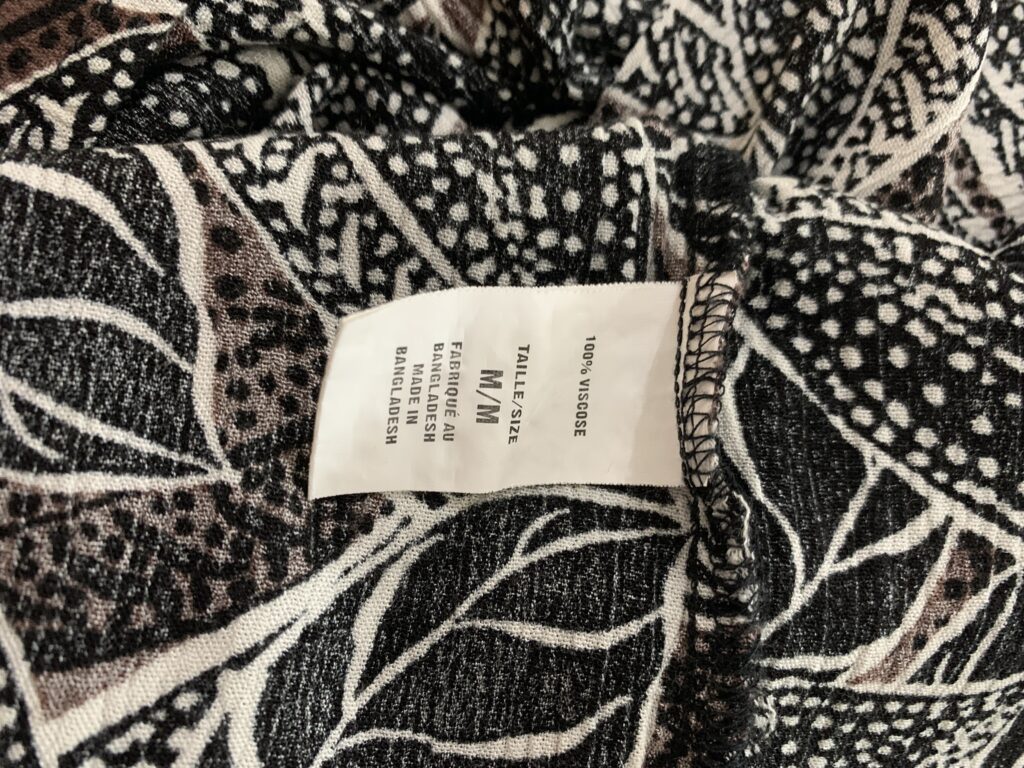 100% VISCOSE
TAILLE/SIZE
M/M
FABRIQUÉ AU
BANGLADESH
MADE IN
BANGLADESH